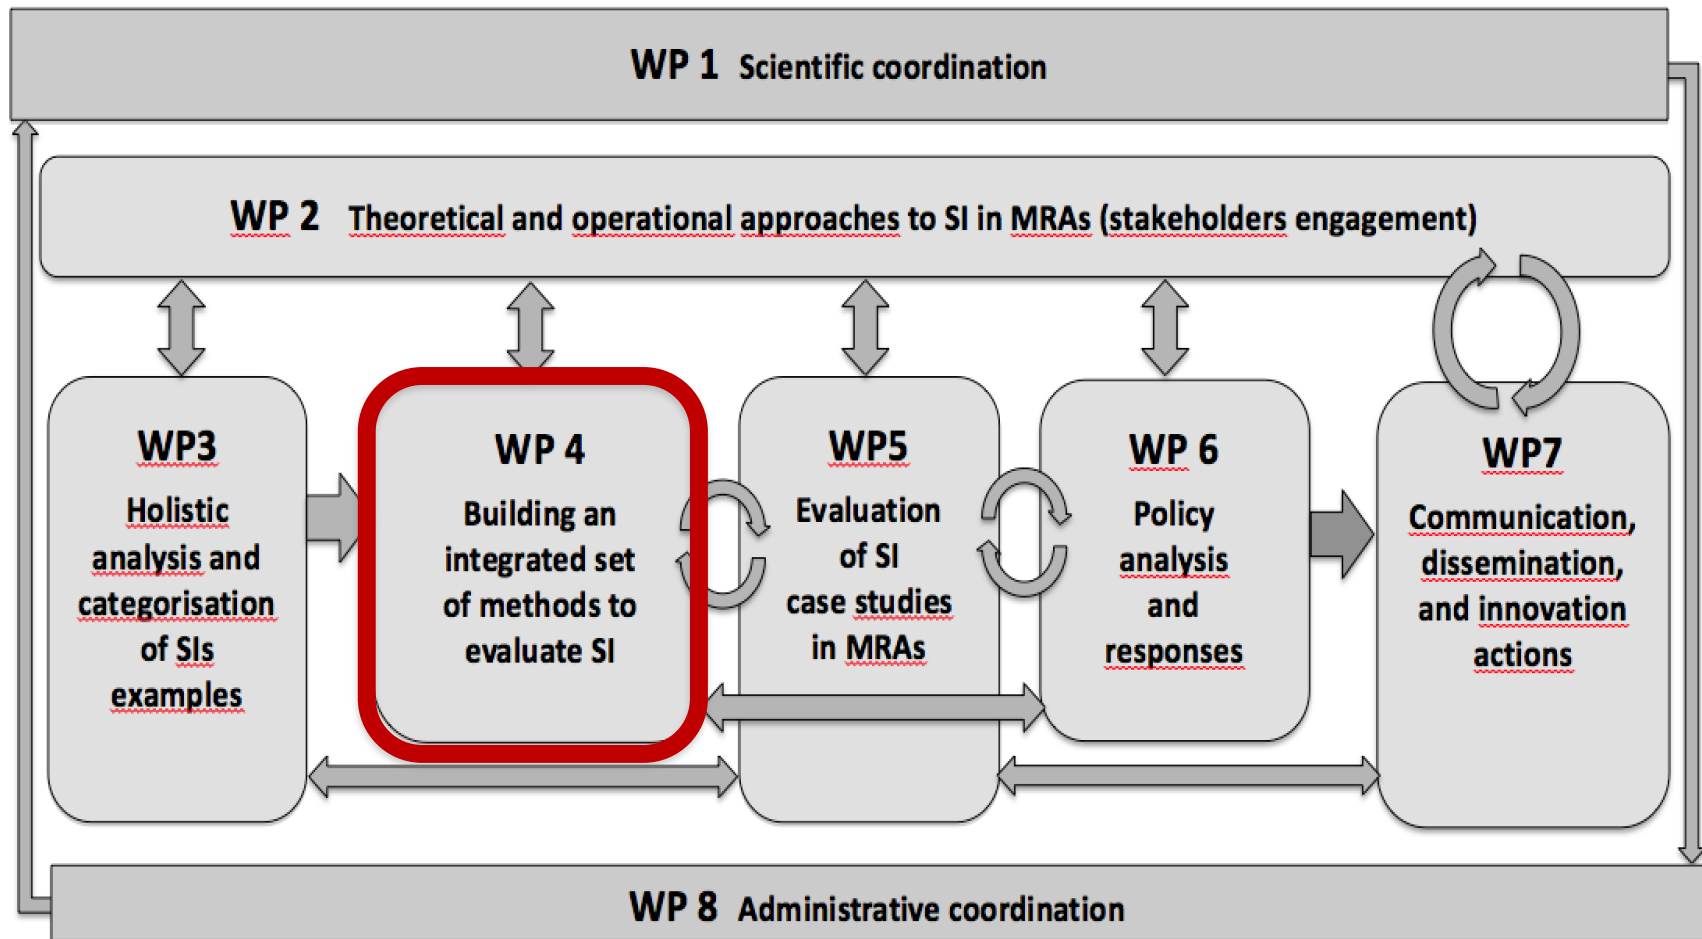 WP 1 Scientific coordination
WP 2 Theoretical and operational approaches to SI in MRAs (stakeholders engagement)
WP3
Holistic
analysis and
categorisation
of SIs
examples
WP 4
Building an
integrated set
of methods to
evaluate SI
WP5
Evaluation
of SI
case studies
in MRAs
WP 6
Policy
analysis
and
responses
WP7
Communication,
dissemination,
and innovation
actions
WP 8 Administrative coordination